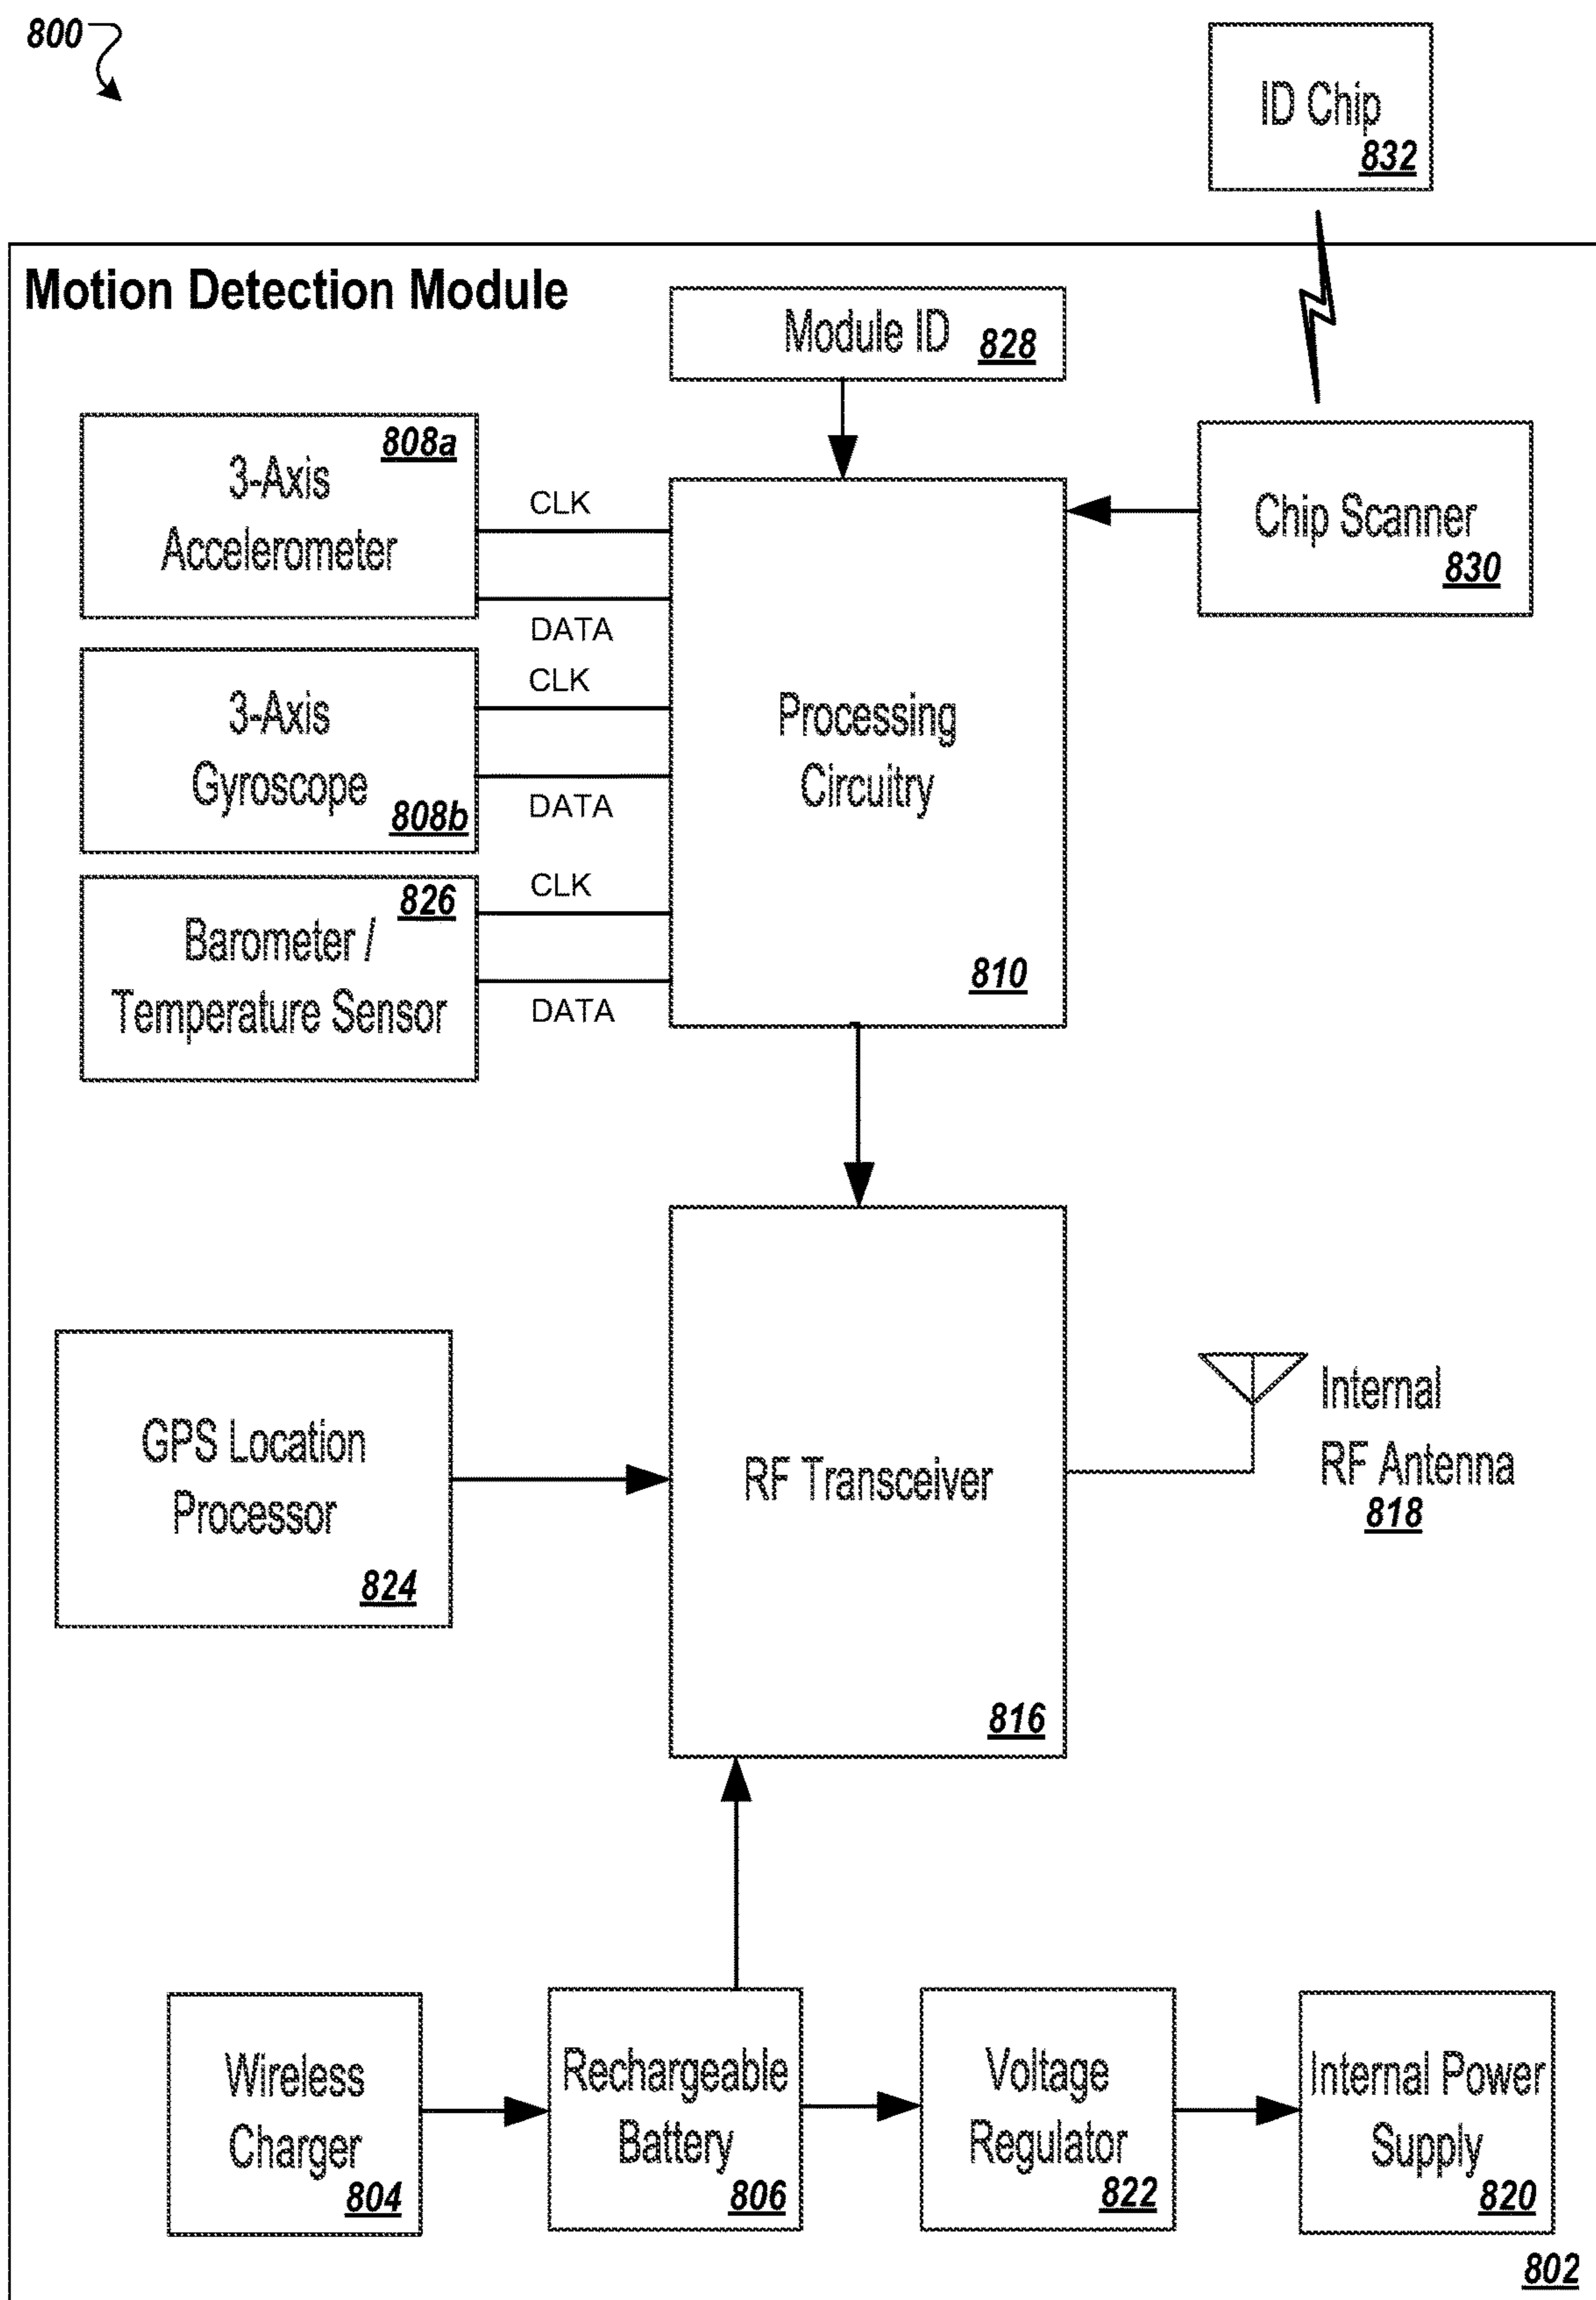 800
ID Chip
832
Motion Detection Module
Module ID
828
808a
3-Axis
Accelerometer
CLK
DATA
Chip Scanner
830
3-Axis
Gyroscope
808b
CLK
DATA
Processing
Circuitry
810
826
Barometer /
Temperature Sensor
CLK
DATA
GPS Location
Processor
824
RF Transceiver
816
Internal
RF Antenna
818
Wireless
Charger
804
Rechargeable
Battery
806
Voltage
Regulator
822
Internal Power
Supply
820
802